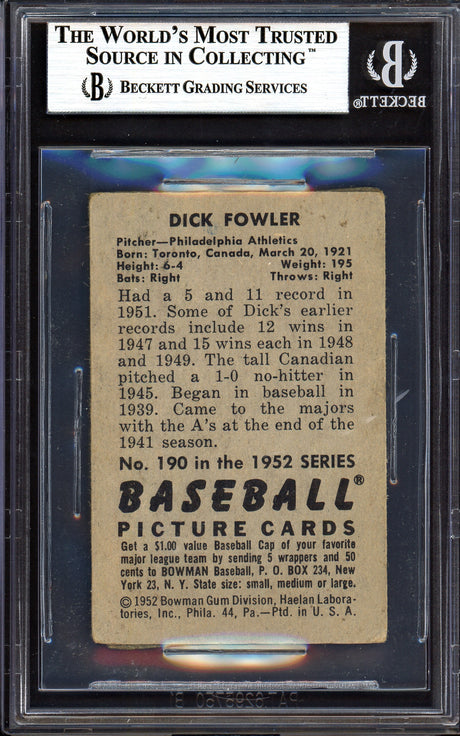 THE WORLD'S MOST TRUSTED
SOURCE IN COLLECTING™
B BECKETT GRADING SERVICES
B
BECKETT®
DICK FOWLER
Pitcher—Philadelphia Athletics
Born: Toronto, Canada, March 20, 1921
Height: 6-4 Weight: 195
Bats: Right Throws: Right
Had a 5 and 11 record in
1951. Some of Dick's earlier
records include 12 wins in
1947 and 15 wins each in 1948
and 1949. The tall Canadian
pitched a 1-0 no-hitter in
1945. Began in baseball in
1939. Came to the majors
with the A's at the end of the
1941 season.
No. 190 in the 1952 SERIES
BASEBALL®
PICTURE CARDS
Get a $1.00 value Baseball Cap of your favorite
major league team by sending 5 wrappers and 50
cents to BOWMAN Baseball, P. O. BOX 234, New
York 23, N. Y. State size: small, medium or large.
©1952 Bowman Gum Division, Haelan Labora-
tories, Inc., Phila. 44, Pa.—Ptd. in U. S. A.